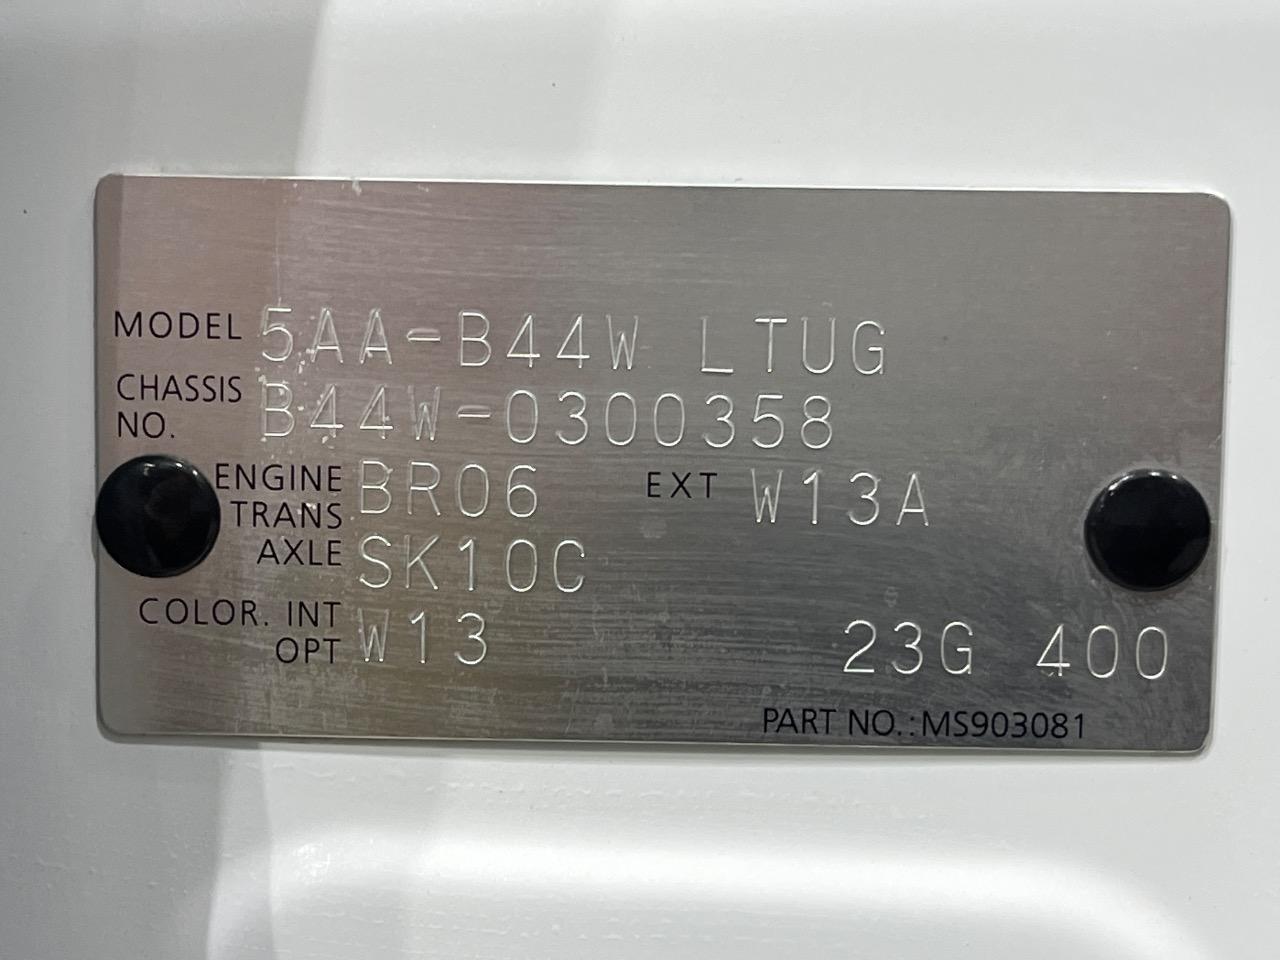 MODEL 5AA-B44W LTUG
CHASSIS NO. B44W-0300358
ENGINE BR06 EXT W13A
TRANS
AXLE SK10C
COLOR. INT W13
OPT 23G 400
PART NO.:MS903081